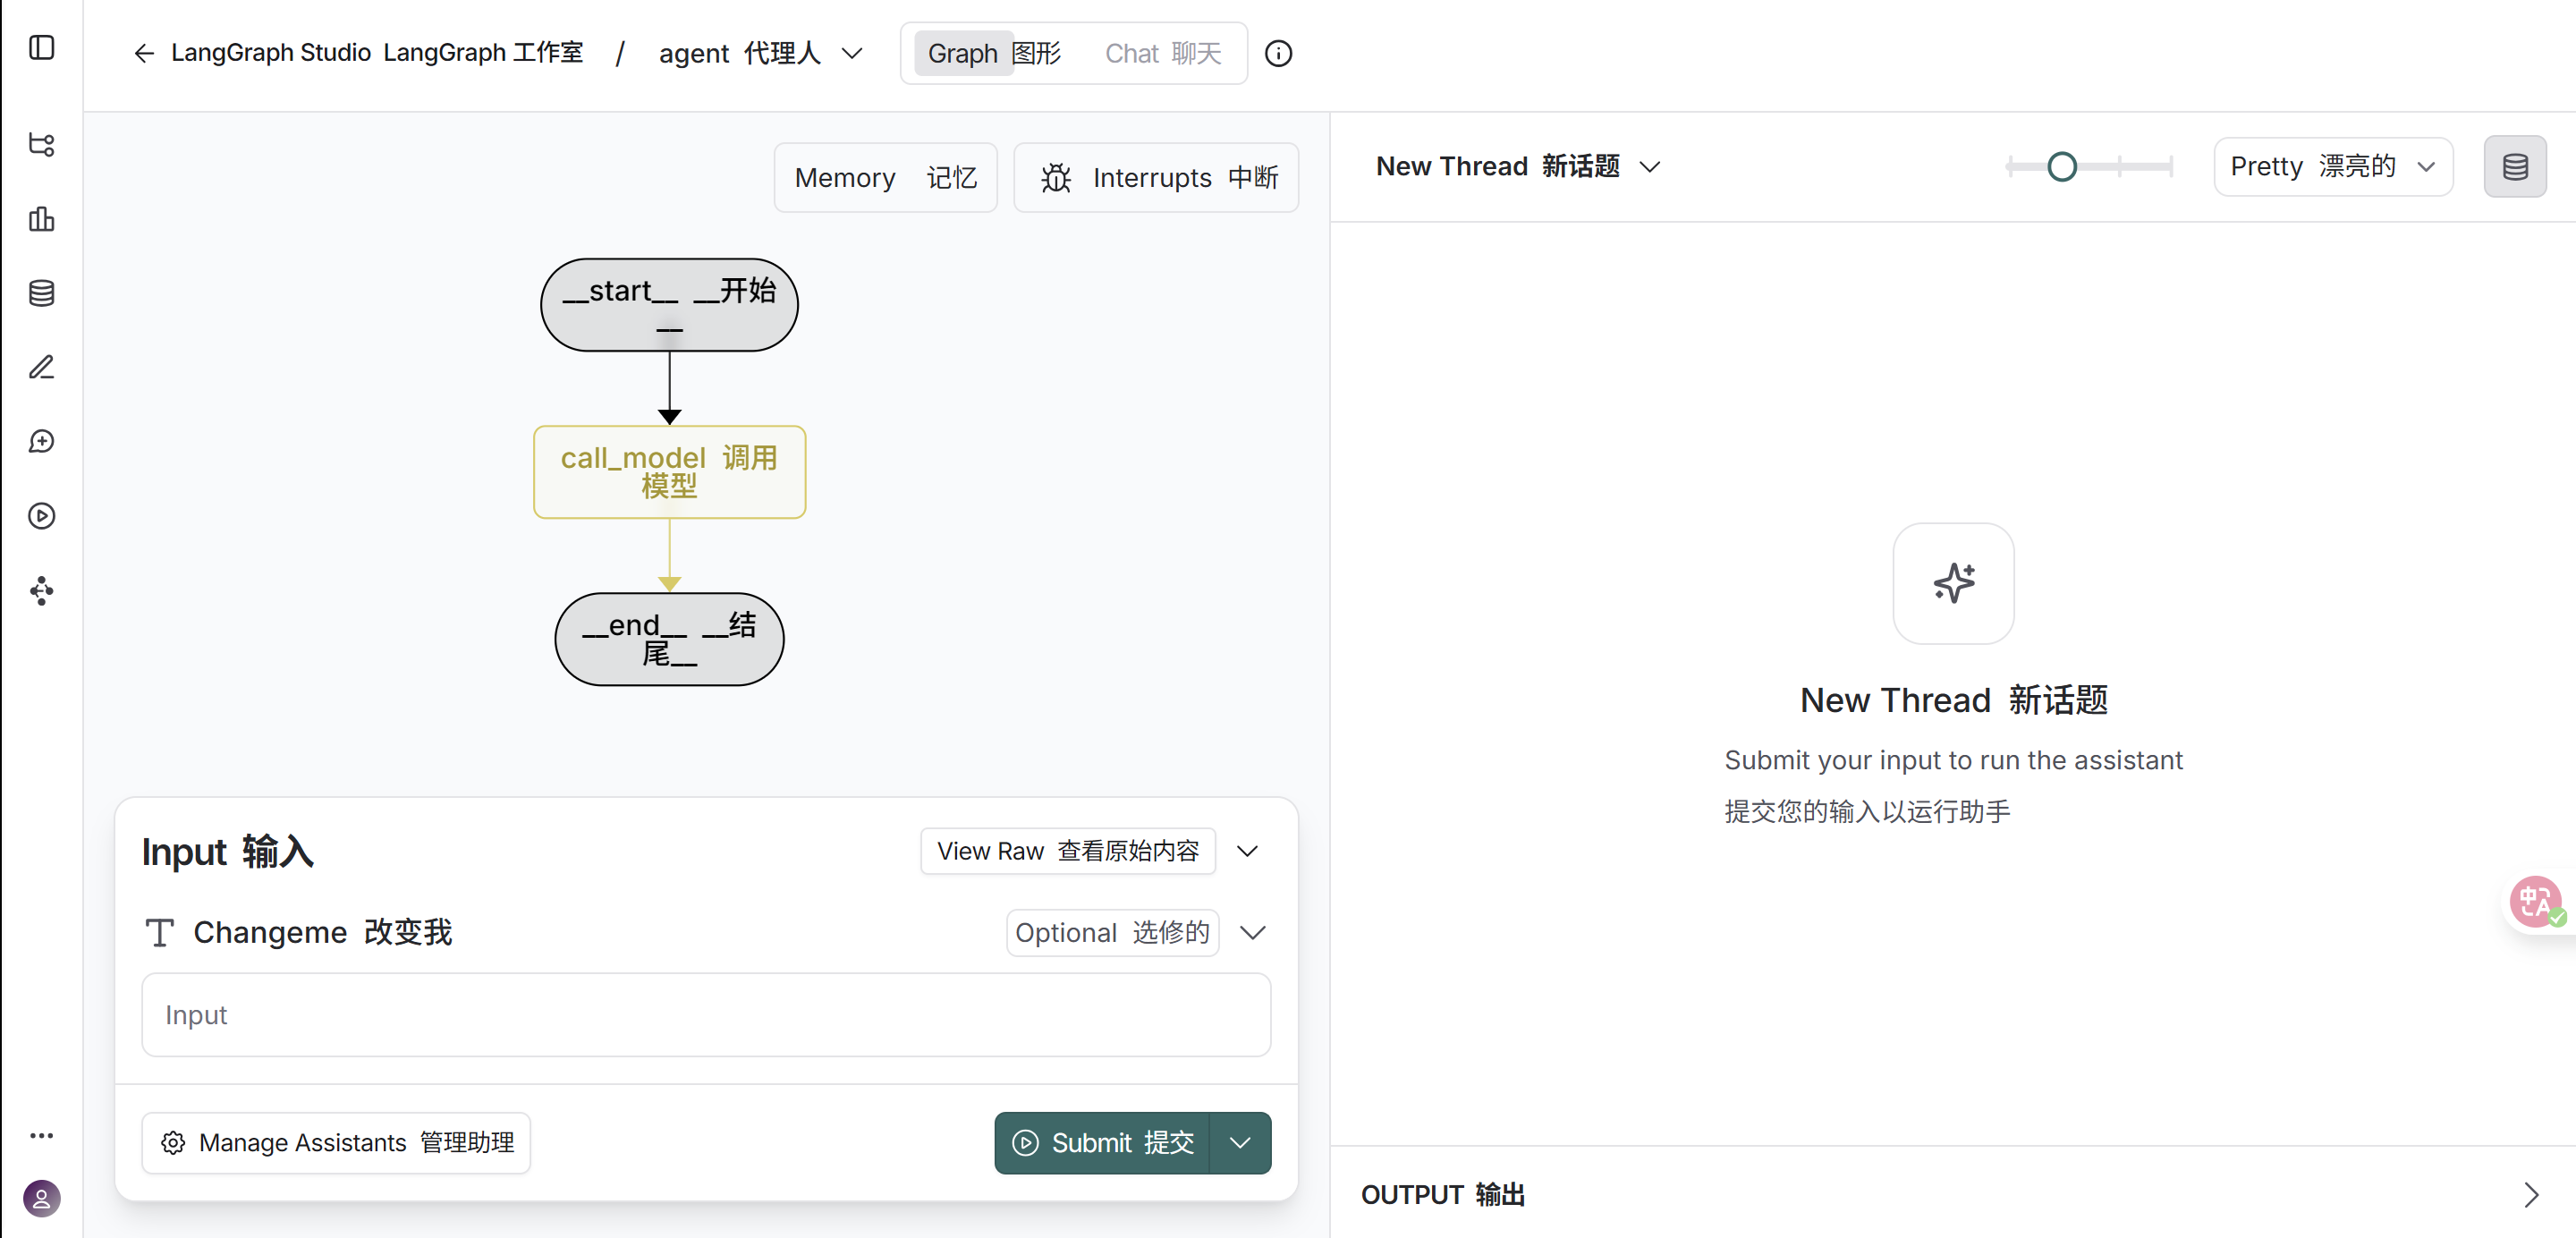 LangGraph Studio LangGraph 工作室 / agent 代理人
Graph 图形 Chat 聊天
Memory 记忆
Interrupts 中断
__start__ __开始
__
call_model 调用
模型
__end__ __结
尾__
Input 输入
View Raw 查看原始内容
Changeme 改变我
Optional 选修的
Input
Manage Assistants 管理助理
Submit 提交
New Thread 新话题
Pretty 漂亮的
New Thread 新话题
Submit your input to run the assistant
提交您的输入以运行助手
中A
OUTPUT 输出